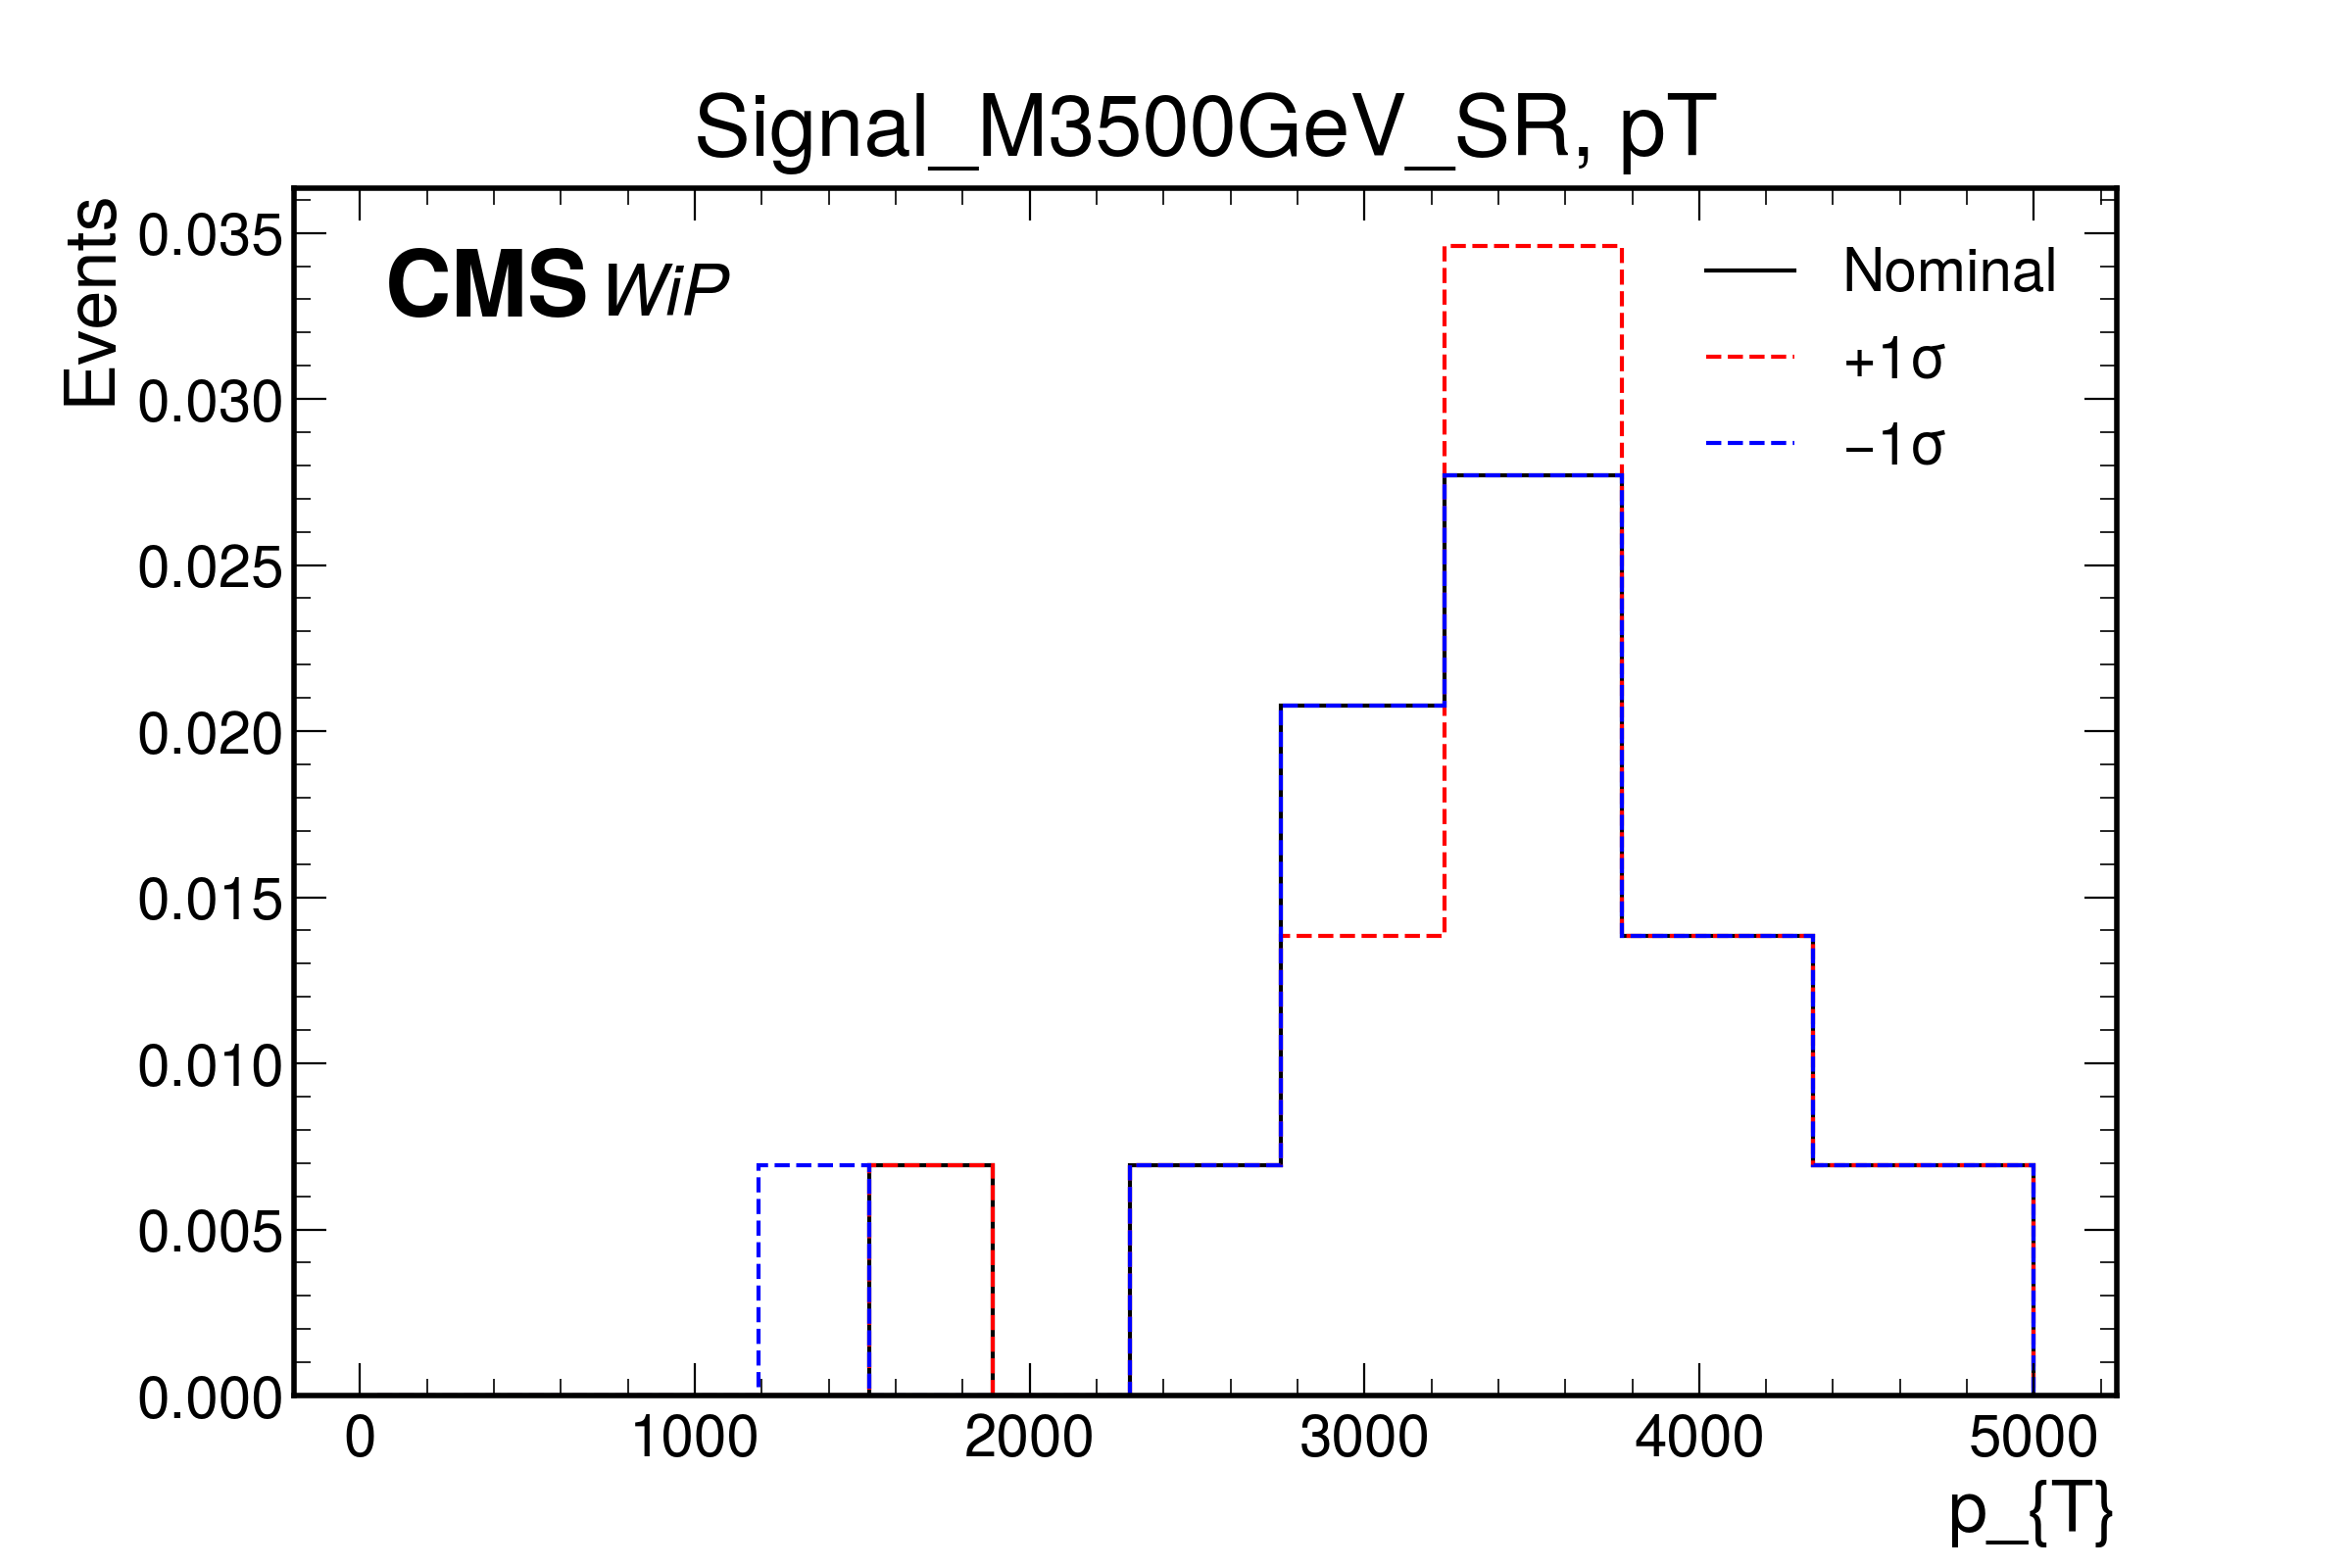 Signal_M3500GeV_SR, pT
Events
CMS WiP
Nominal
+1σ
−1σ
0.035
0.030
0.025
0.020
0.015
0.010
0.005
0.000
0 1000 2000 3000 4000 5000
p_{T}